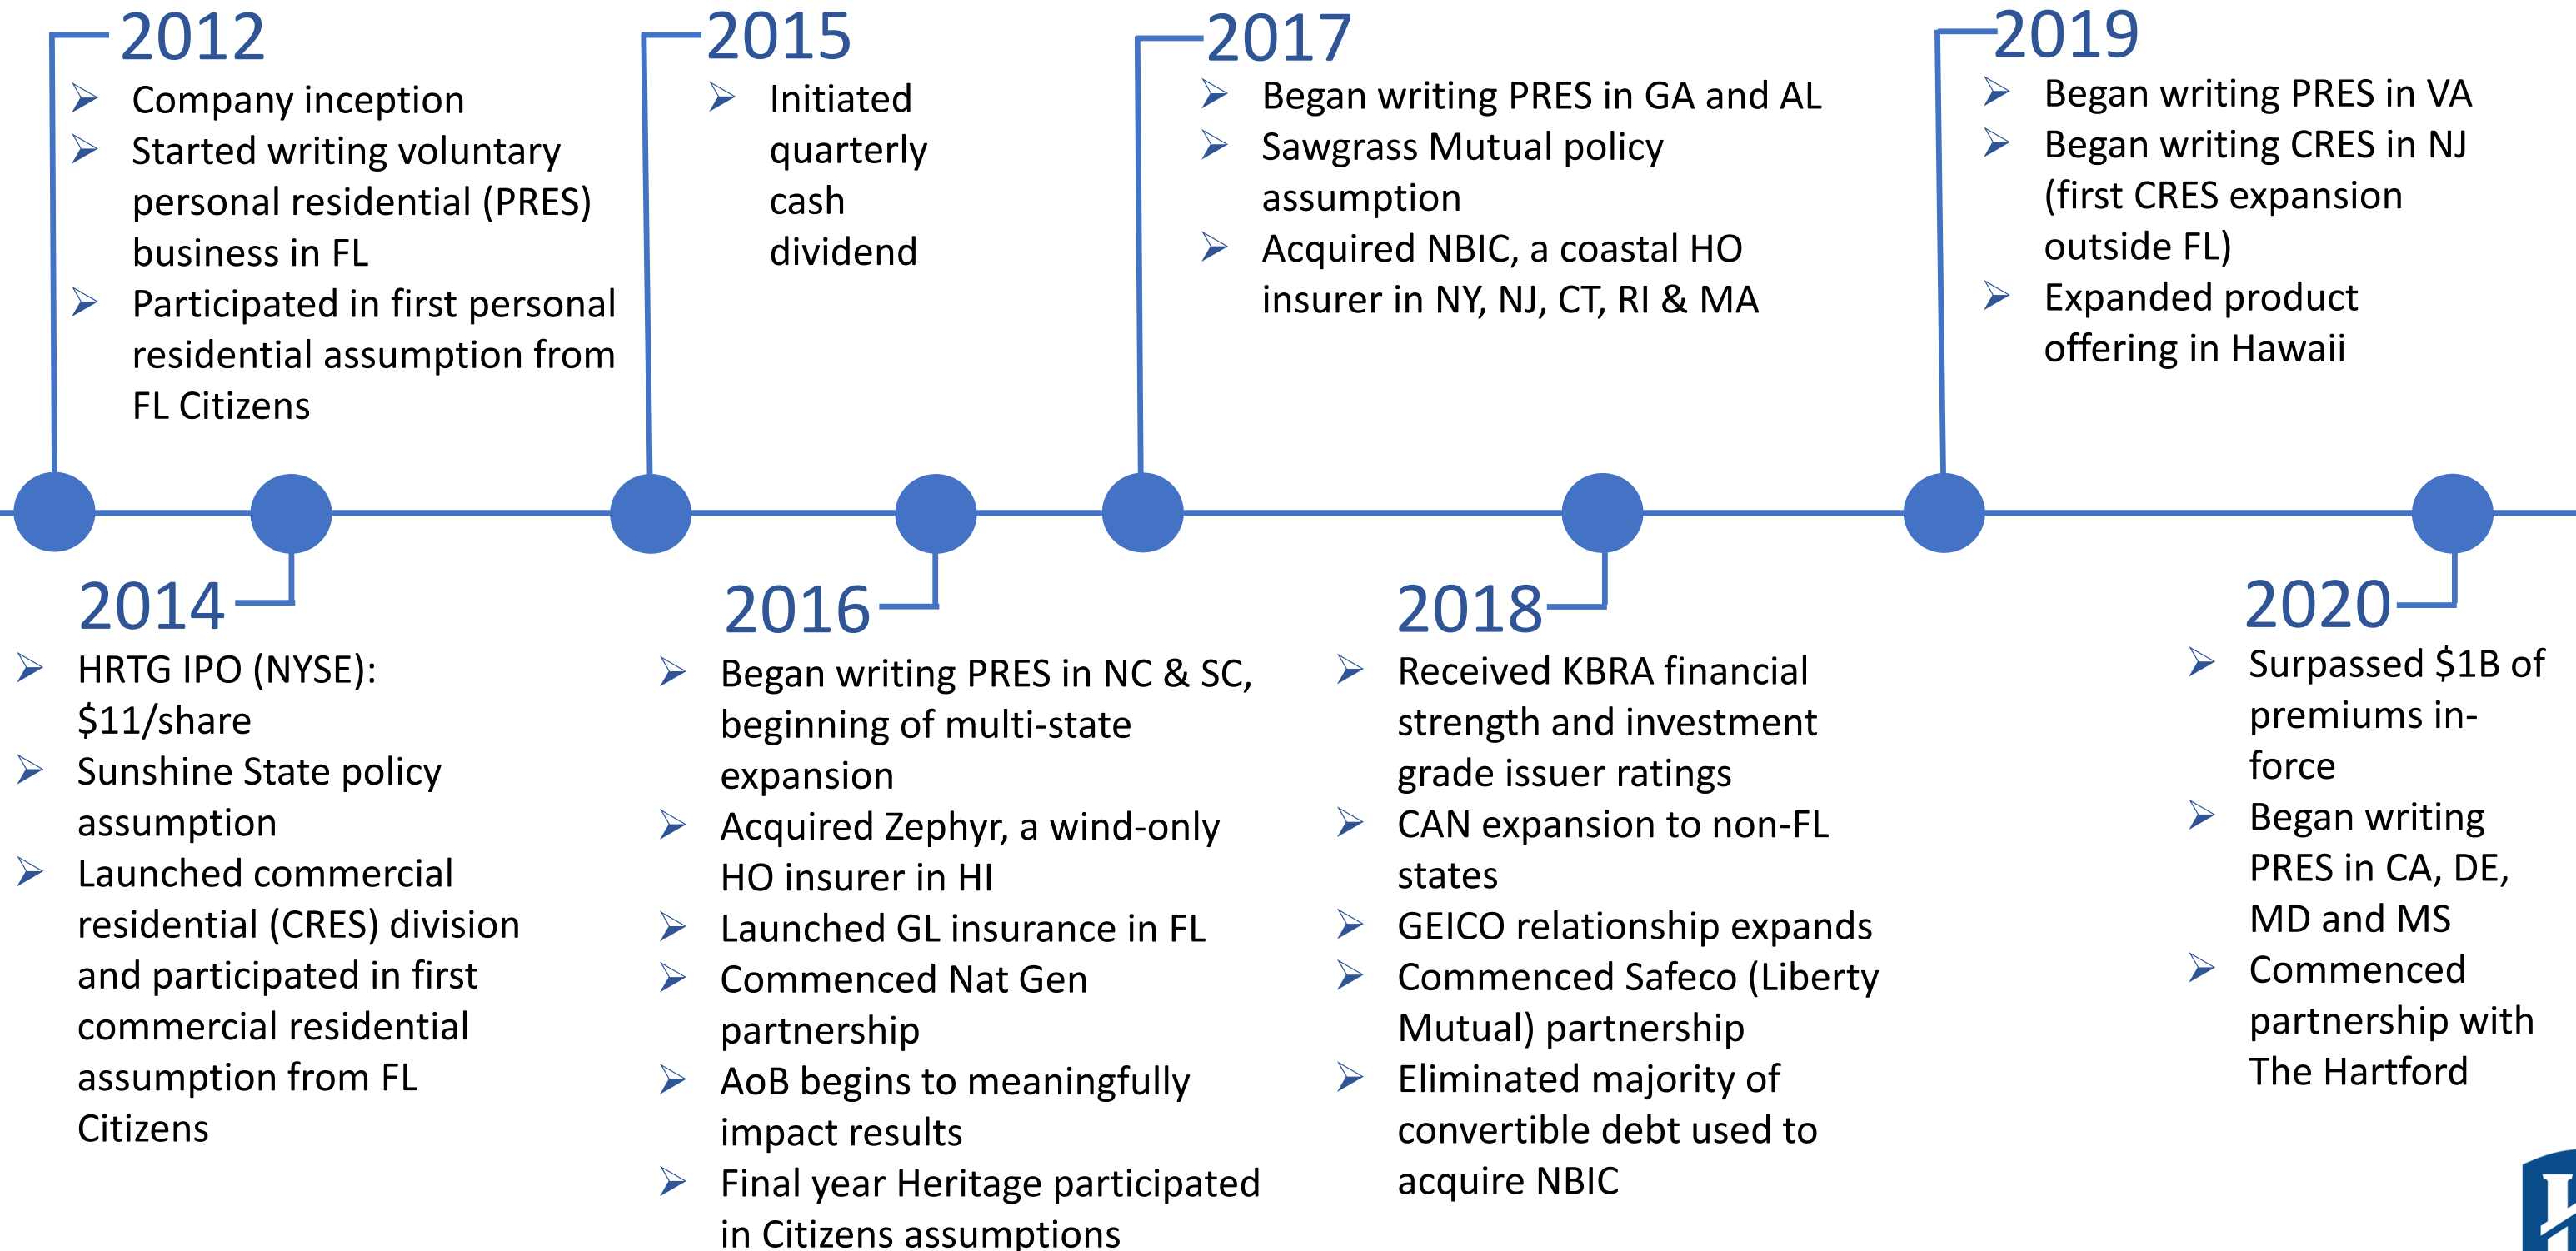 2012
Company inception
Started writing voluntary
personal residential (PRES)
business in FL
Participated in first personal
residential assumption from
FL Citizens
2015
Initiated
quarterly
cash
dividend
2017
Began writing PRES in GA and AL
Sawgrass Mutual policy
assumption
Acquired NBIC, a coastal HO
insurer in NY, NJ, CT, RI & MA
2019
Began writing PRES in VA
Began writing CRES in NJ
(first CRES expansion
outside FL)
Expanded product
offering in Hawaii
2014
HRTG IPO (NYSE):
$11/share
Sunshine State policy
assumption
Launched commercial
residential (CRES) division
and participated in first
commercial residential
assumption from FL
Citizens
2016
Began writing PRES in NC & SC,
beginning of multi-state
expansion
Acquired Zephyr, a wind-only
HO insurer in HI
Launched GL insurance in FL
Commenced Nat Gen
partnership
AoB begins to meaningfully
impact results
Final year Heritage participated
in Citizens assumptions
2018
Received KBRA financial
strength and investment
grade issuer ratings
CAN expansion to non-FL
states
GEICO relationship expands
Commenced Safeco (Liberty
Mutual) partnership
Eliminated majority of
convertible debt used to
acquire NBIC
2020
Surpassed $1B of
premiums in-
force
Began writing
PRES in CA, DE,
MD and MS
Commenced
partnership with
The Hartford